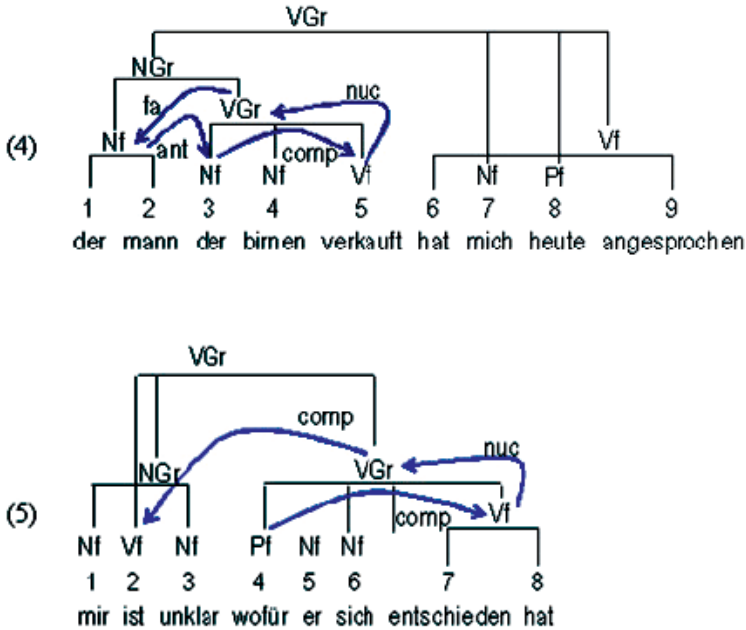 VGr
NGr
fa VGr nuc
(4) Nf ant comp Vf
Nf Nf Vf Nf Pf
1 2 3 4 5 6 7 8 9
der mann der birnen verkauft hat mich heute angesprochen
VGr
comp
NGr VGr nuc
(5) comp Vf
Nf Vf Nf Pf Nf Nf
1 2 3 4 5 6 7 8
mir ist unklar wofür er sich entschieden hat